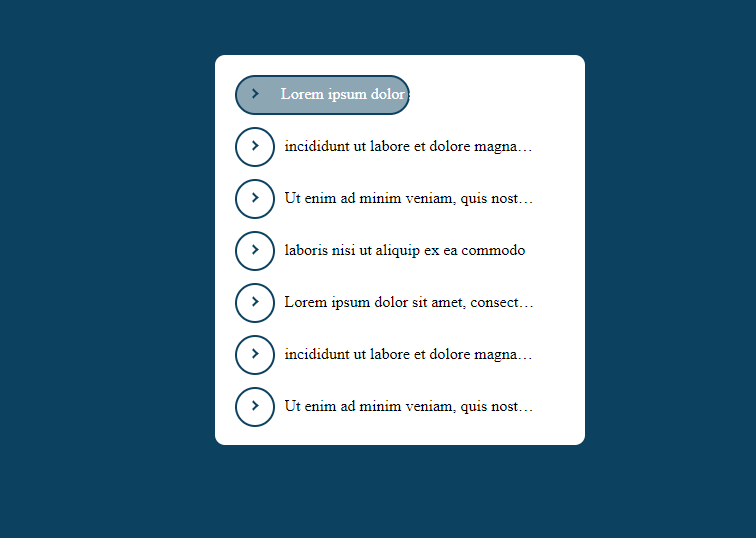 Lorem ipsum dolor
incididunt ut labore et dolore magna…
Ut enim ad minim veniam, quis nost…
laboris nisi ut aliquip ex ea commodo
Lorem ipsum dolor sit amet, consect…
incididunt ut labore et dolore magna…
Ut enim ad minim veniam, quis nost…